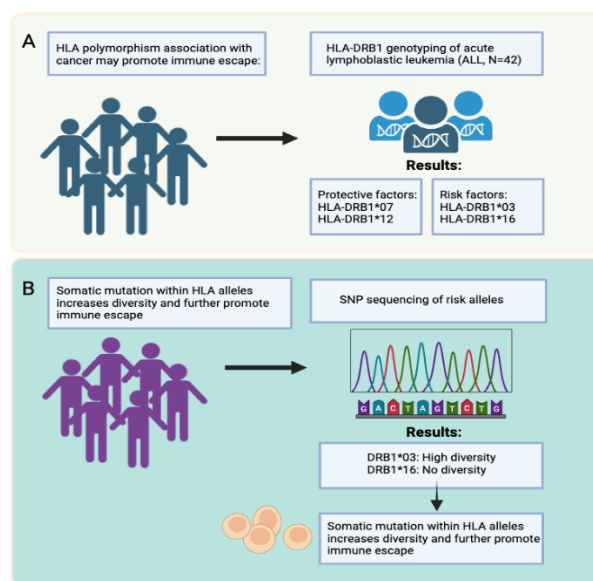 A
HLA polymorphism association with
cancer may promote immune escape:
HLA-DRB1 genotyping of acute
lymphoblastic leukemia (ALL, N=42)
Results:
Protective factors:
HLA-DRB1*07
HLA-DRB1*12
Risk factors:
HLA-DRB1*03
HLA-DRB1*16
B
Somatic mutation within HLA alleles
increases diversity and further promote
immune escape
SNP sequencing of risk alleles
G A C T A G T C T G
Results:
DRB1*03: High diversity
DRB1*16: No diversity
Somatic mutation within HLA alleles
increases diversity and further promote
immune escape